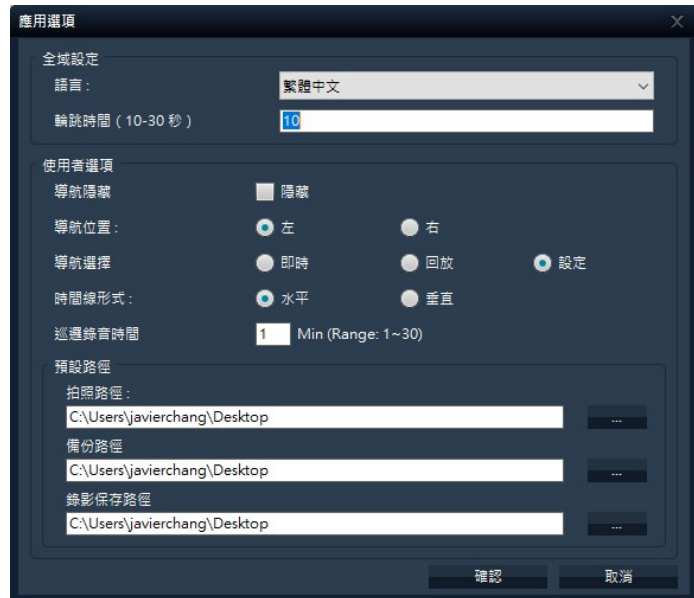 應用選項
全域設定
語言 : 繁體中文
輪跳時間 ( 10-30 秒 ) 10
使用者選項
導航隱藏 隱藏
導航位置 : 左 右
導航選擇 即時 回放 設定
時間線形式 : 水平 垂直
巡邏錄音時間 1 Min (Range: 1~30)
預設路徑
拍照路徑 :
C:\Users\javierchang\Desktop ...
備份路徑
C:\Users\javierchang\Desktop ...
錄影保存路徑
C:\Users\javierchang\Desktop ...
確認 取消